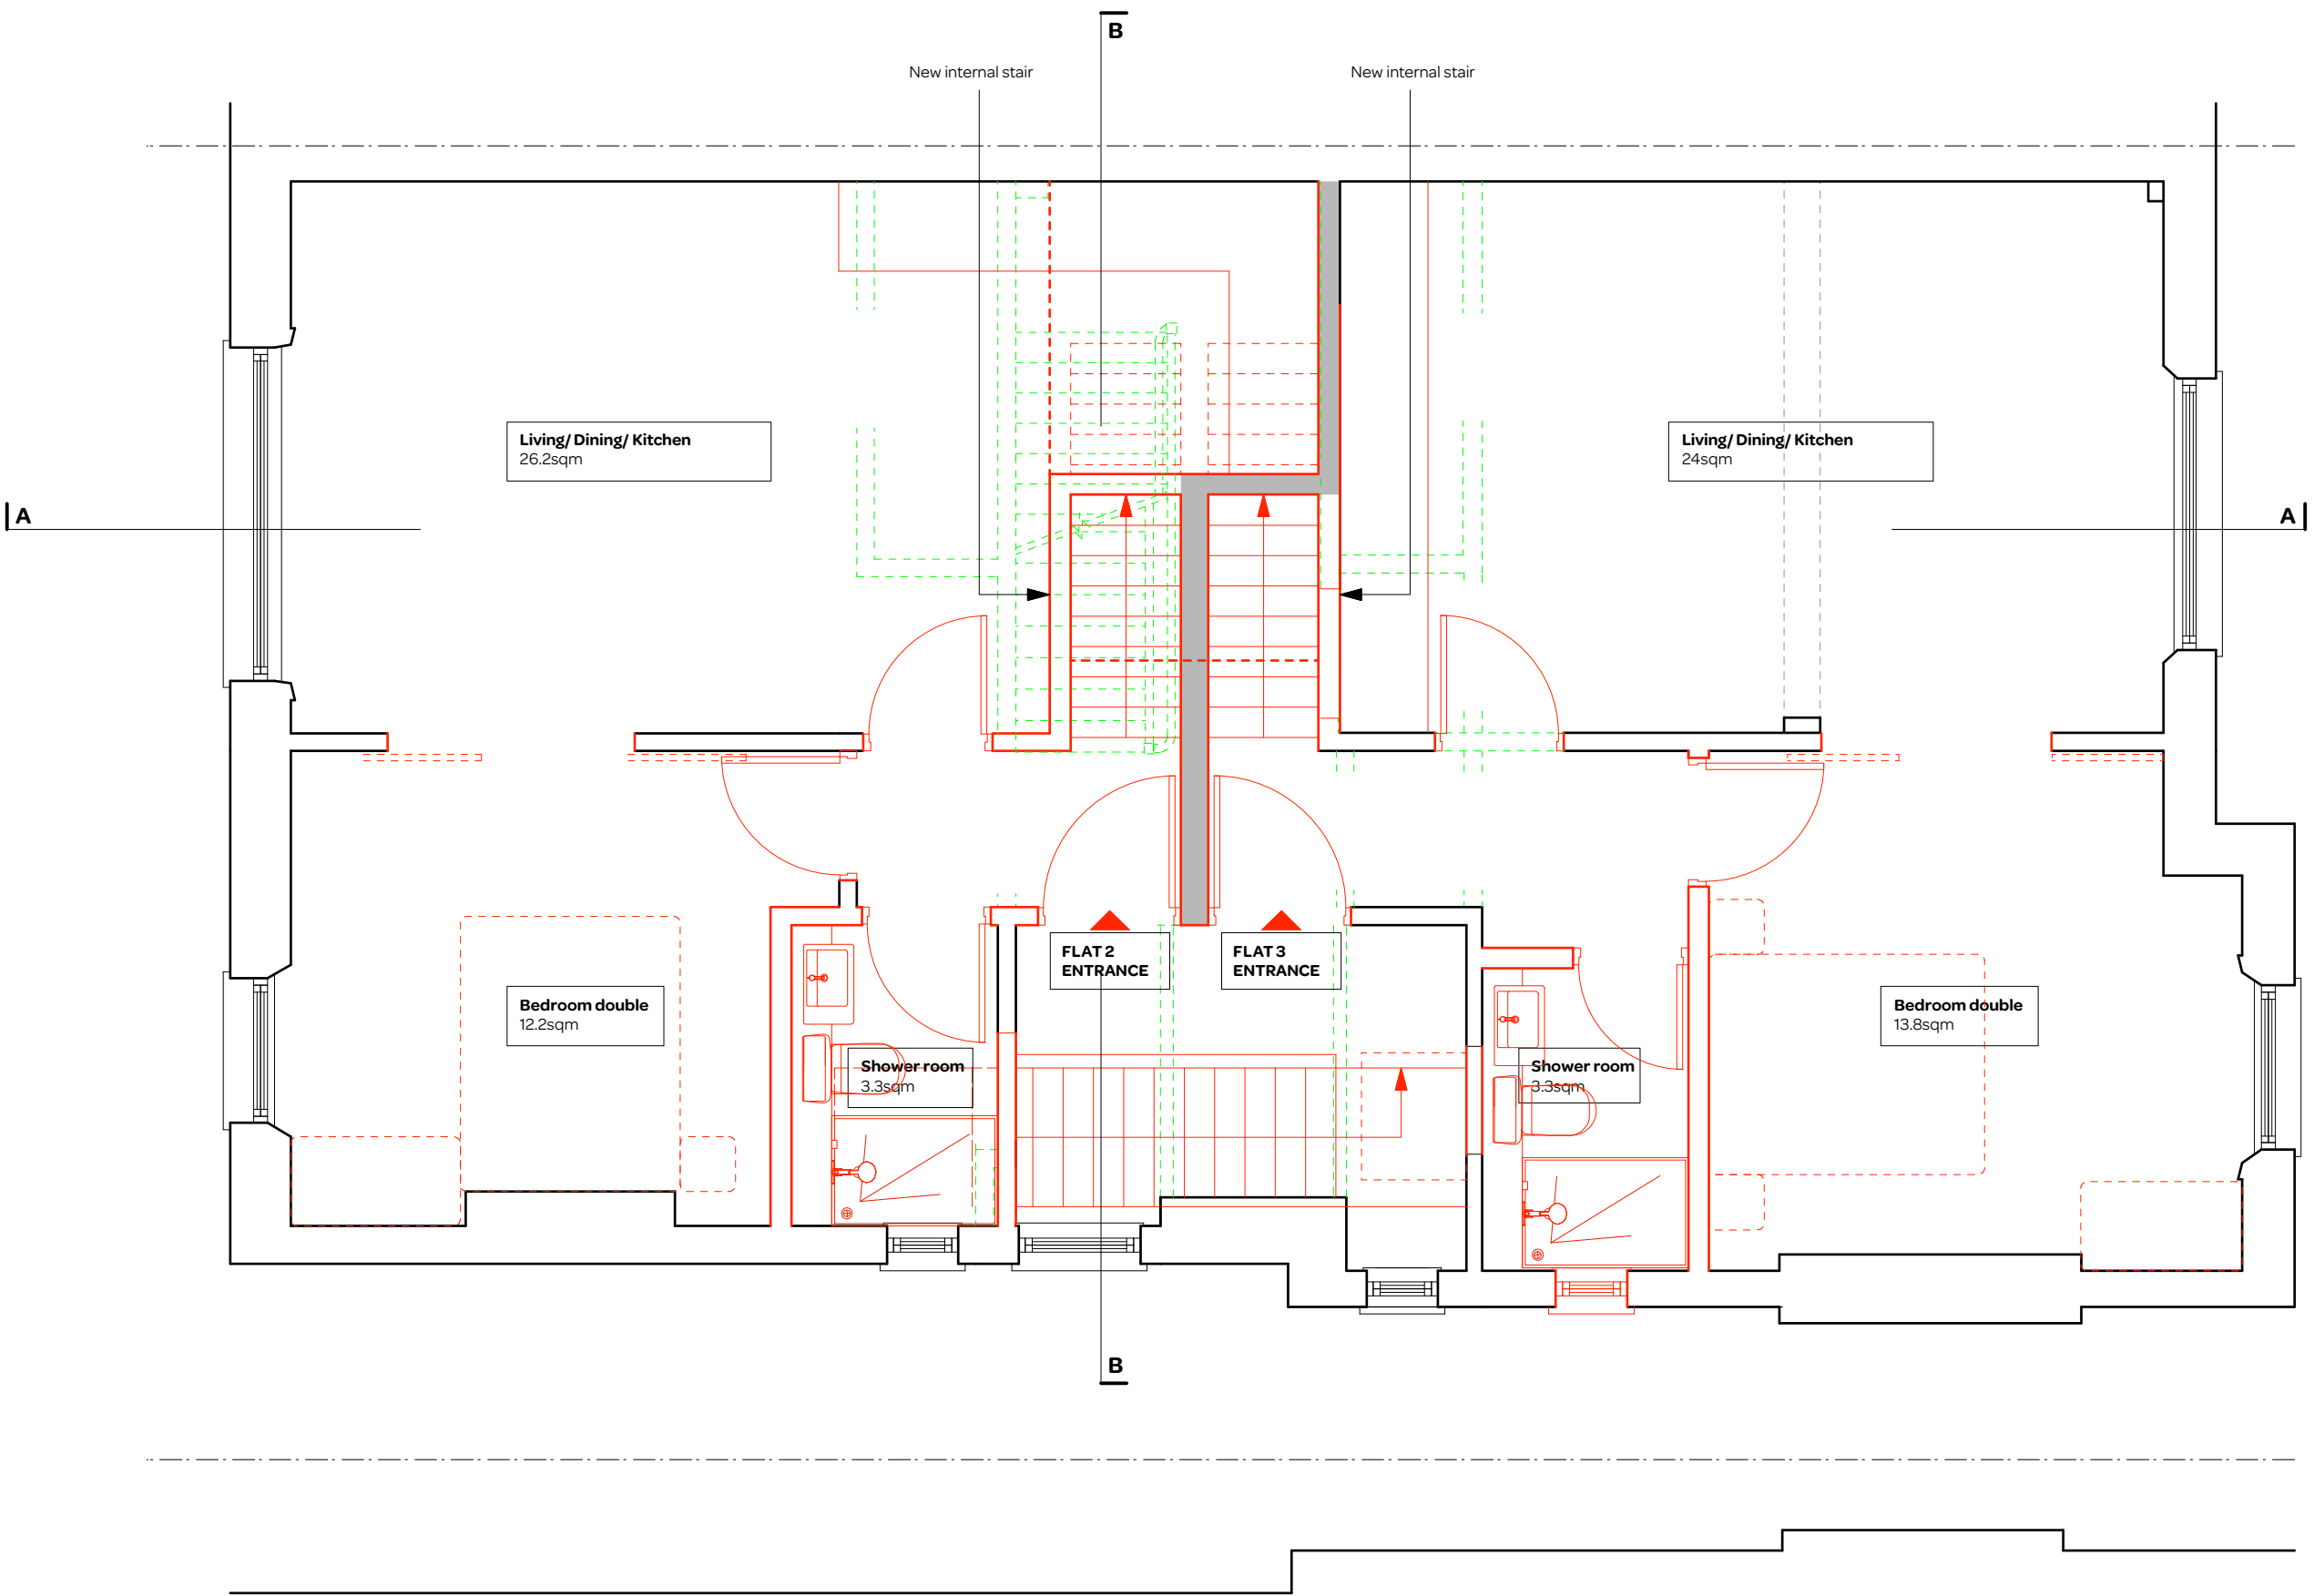 B
New internal stair
New internal stair
Living/ Dining/ Kitchen
26.2sqm
Living/ Dining/ Kitchen
24sqm
A
A
FLAT 2
ENTRANCE
FLAT 3
ENTRANCE
Bedroom double
12.2sqm
Bedroom double
13.8sqm
Shower room
3.3sqm
Shower room
3.3sqm
B